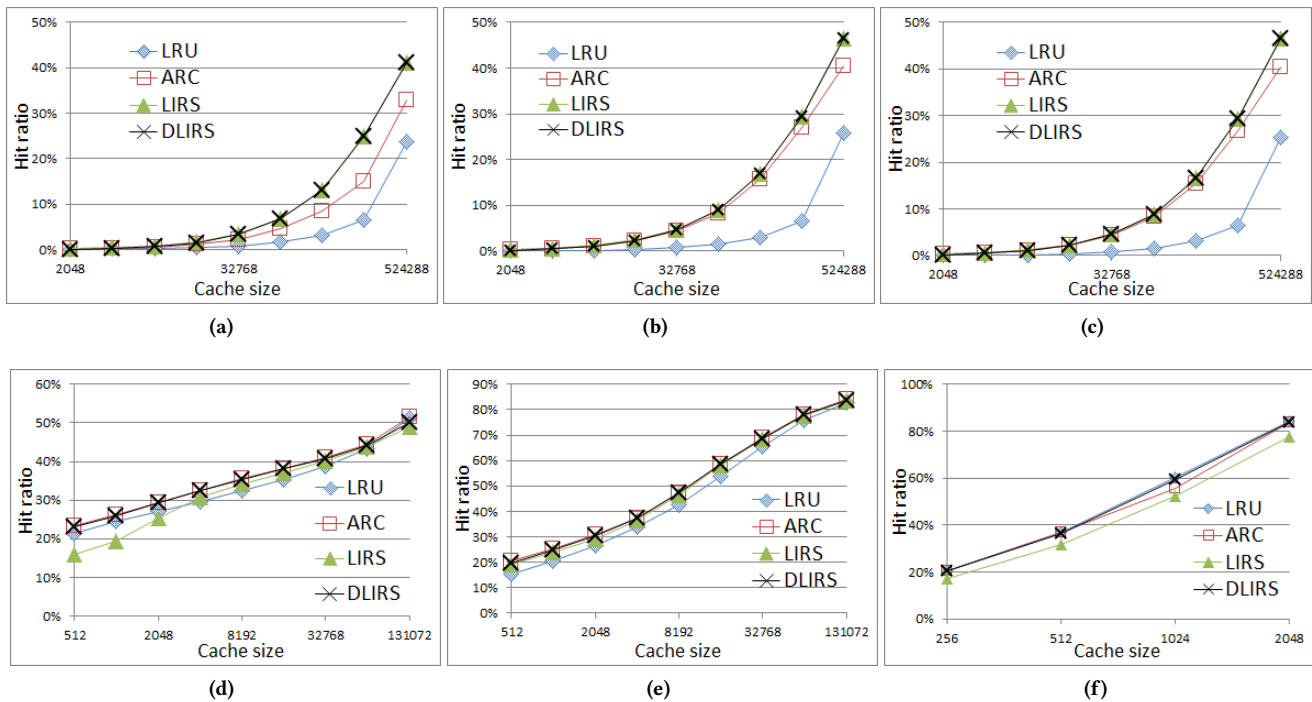 50%
40%
30%
20%
10%
0%
Hit ratio
LRU
ARC
LIRS
DLIRS
2048 32768 524288
Cache size
(a)
50%
40%
30%
20%
10%
0%
Hit ratio
LRU
ARC
LIRS
DLIRS
2048 32768 524288
Cache size
(b)
50%
40%
30%
20%
10%
0%
Hit ratio
LRU
ARC
LIRS
DLIRS
2048 32768 524288
Cache size
(c)
60%
50%
40%
30%
20%
10%
0%
Hit ratio
LRU
ARC
LIRS
DLIRS
512 2048 8192 32768 131072
Cache size
(d)
90%
80%
70%
60%
50%
40%
30%
20%
10%
0%
Hit ratio
LRU
ARC
LIRS
DLIRS
512 2048 8192 32768 131072
Cache size
(e)
100%
80%
60%
40%
20%
0%
Hit ratio
LRU
ARC
LIRS
DLIRS
256 512 1024 2048
Cache size
(f)